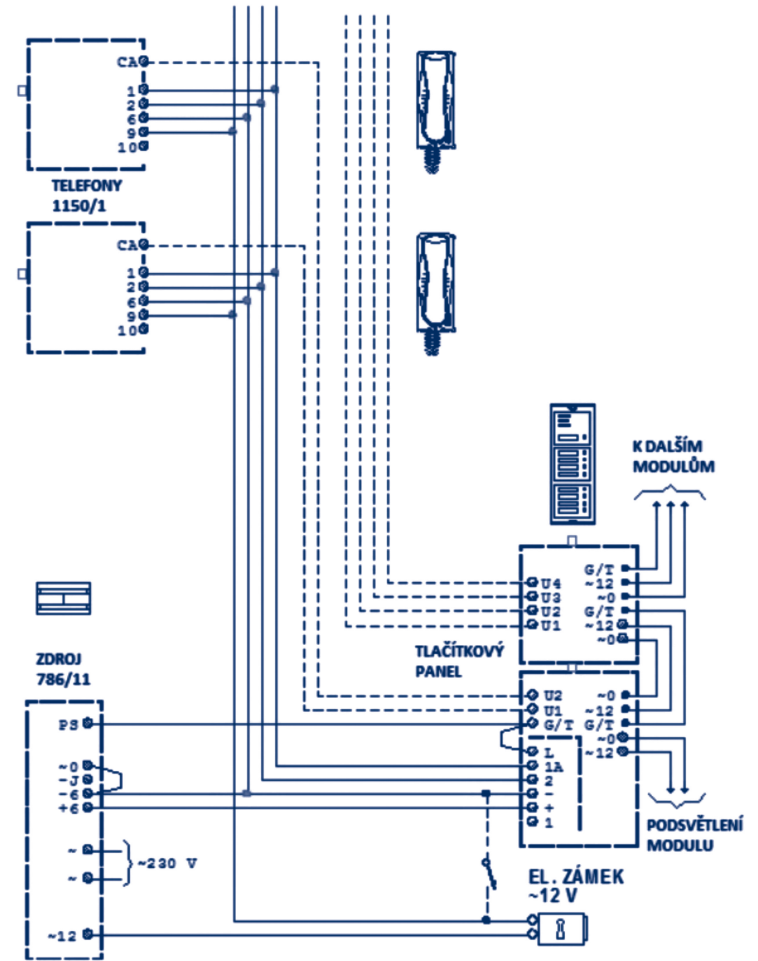 CA
1
2
6
9
10
TELEFONY
1150/1
CA
1
2
6
9
10
K DALŠÍM
MODULŮM
G/T
U4 ~12
U3 ~0
U2 G/T
U1 ~12
~0
TLAČÍTKOVÝ
PANEL
ZDROJ
786/11
U2 ~0
U1 ~12
G/T G/T
~0
L ~12
1A
2
-
+
1
PS
~0
-J
-6
+6
~
~
~230 V
~12
PODSVĚTLENÍ
MODULU
EL. ZÁMEK
~12 V